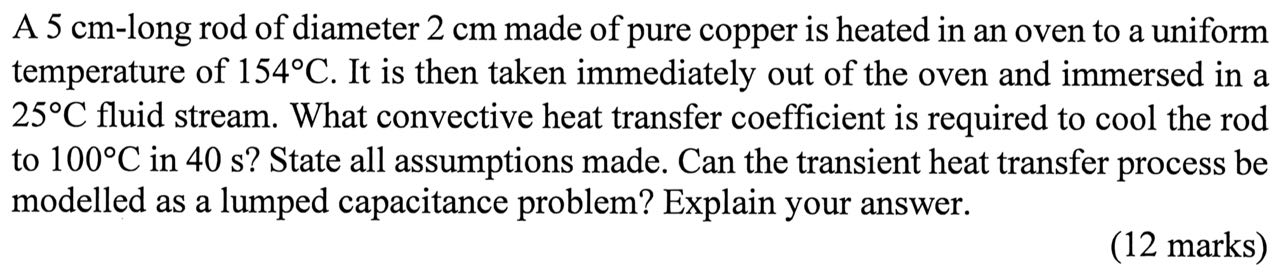 A 5 cm-long rod of diameter 2 cm made of pure copper is heated in an oven to a uniform
temperature of 154°C. It is then taken immediately out of the oven and immersed in a
25°C fluid stream. What convective heat transfer coefficient is required to cool the rod
to 100°C in 40 s? State all assumptions made. Can the transient heat transfer process be
modelled as a lumped capacitance problem? Explain your answer.
(12 marks)